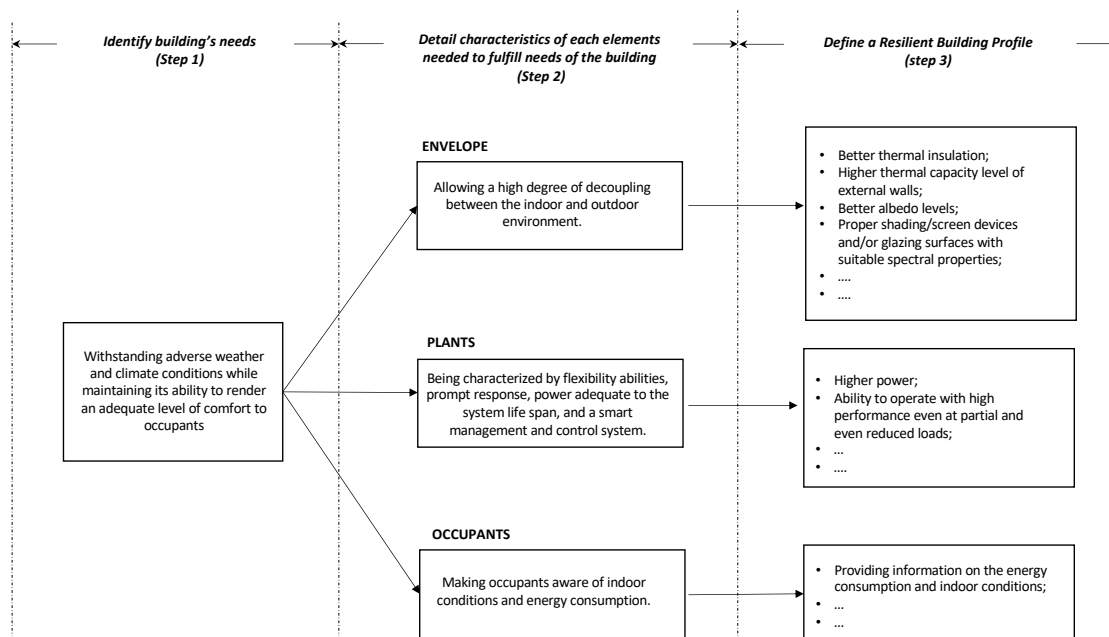 Identify building’s needs
(Step 1)
Detail characteristics of each elements
needed to fulfill needs of the building
(Step 2)
Define a Resilient Building Profile
(step 3)
Withstanding adverse weather
and climate conditions while
maintaining its ability to render
an adequate level of comfort to
occupants
ENVELOPE
Allowing a high degree of decoupling
between the indoor and outdoor
environment.
• Better thermal insulation;
• Higher thermal capacity level of
external walls;
• Better albedo levels;
• Proper shading/screen devices
and/or glazing surfaces with
suitable spectral properties;
• ....
• ....
PLANTS
Being characterized by flexibility abilities,
prompt response, power adequate to the
system life span, and a smart
management and control system.
• Higher power;
• Ability to operate with high
performance even at partial and
even reduced loads;
• ...
• ....
OCCUPANTS
Making occupants aware of indoor
conditions and energy consumption.
• Providing information on the energy
consumption and indoor conditions;
• ...
• ...